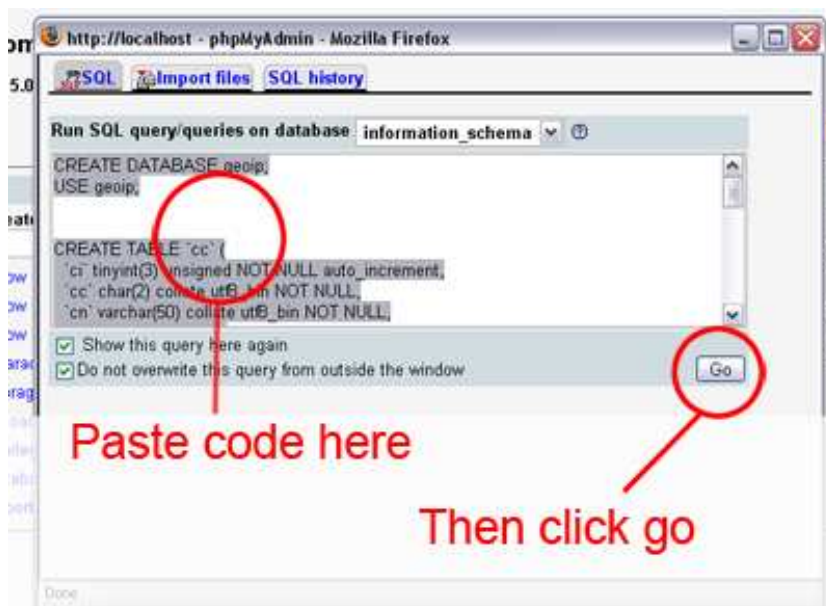 http://localhost - phpMyAdmin - Mozilla Firefox
SQL Import files SQL history
5.0
Run SQL query/queries on database information_schema
CREATE DATABASE geoip;
USE geoip;
CREATE TABLE `cc` (
`ci` tinyint(3) unsigned NOT NULL auto_increment,
`cc` char(2) collate utf8_bin NOT NULL,
`cn` varchar(50) collate utf8_bin NOT NULL,
Show this query here again
Do not overwrite this query from outside the window
Go
Paste code here
Then click go
Done